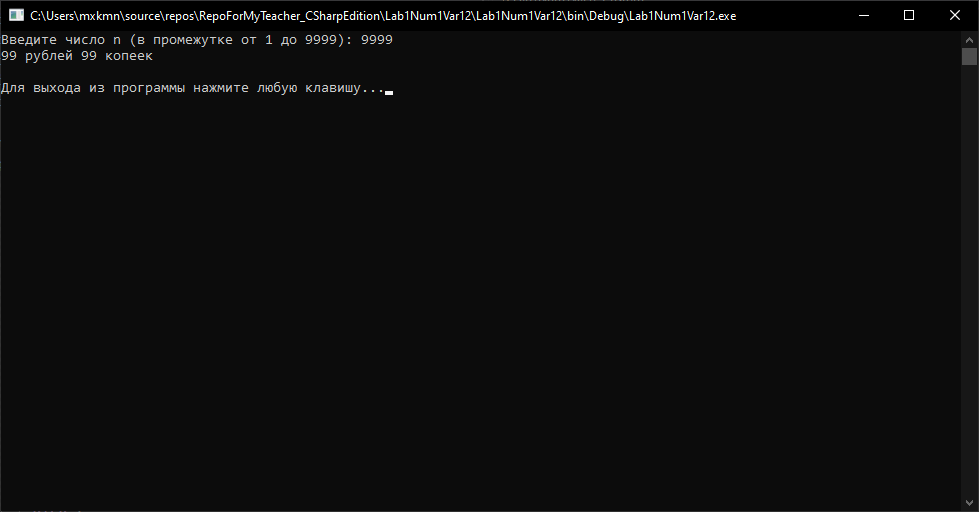 C:\Users\mxkmn\source\repos\RepoForMyTeacher_CSharpEdition\Lab1Num1Var12\Lab1Num1Var12\bin\Debug\Lab1Num1Var12.exe
Введите число n (в промежутке от 1 до 9999): 9999
99 рублей 99 копеек
Для выхода из программы нажмите любую клавишу...